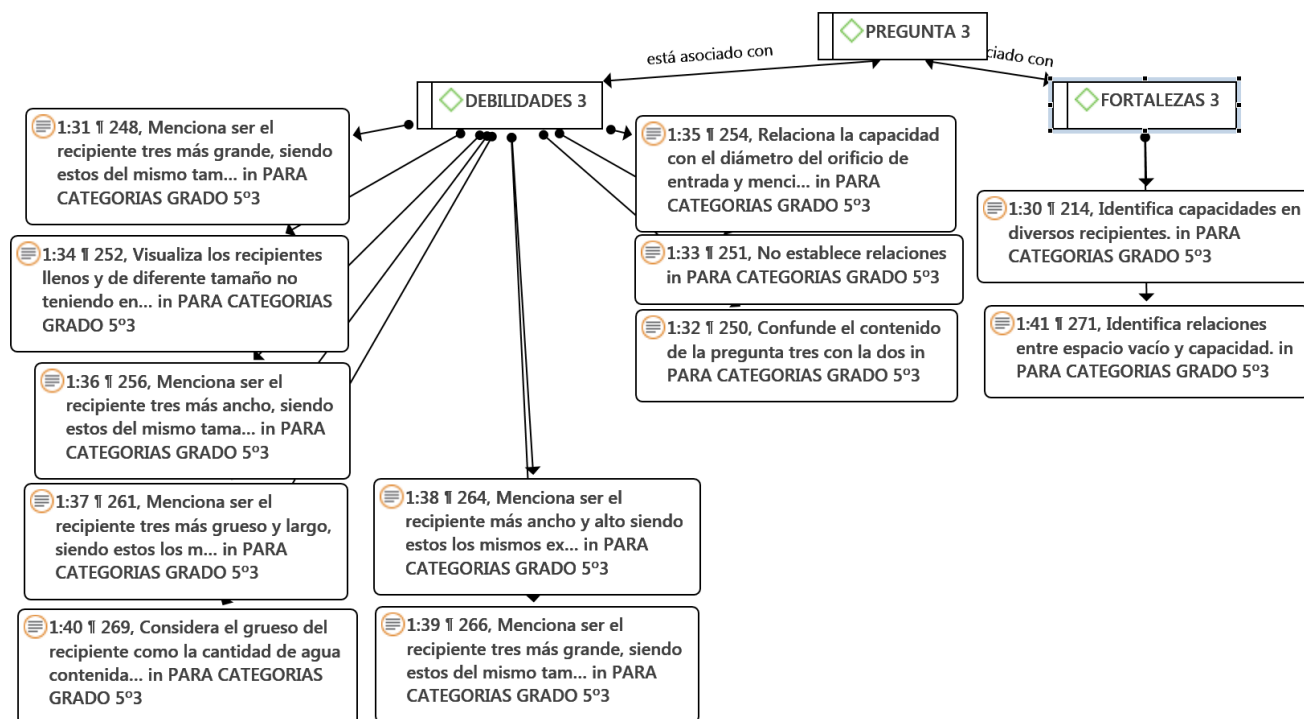 PREGUNTA 3
está asociado con
ciado con
DEBILIDADES 3
FORTALEZAS 3
1:31 ¶ 248, Menciona ser el
recipiente tres más grande, siendo
estos del mismo tam... in PARA
CATEGORIAS GRADO 5º3
1:34 ¶ 252, Visualiza los recipientes
llenos y de diferente tamaño no
teniendo en... in PARA CATEGORIAS
GRADO 5º3
1:36 ¶ 256, Menciona ser el
recipiente tres más ancho, siendo
estos del mismo tama... in PARA
CATEGORIAS GRADO 5º3
1:37 ¶ 261, Menciona ser el
recipiente tres más grueso y largo,
siendo estos los m... in PARA
CATEGORIAS GRADO 5º3
1:40 ¶ 269, Considera el grueso del
recipiente como la cantidad de agua
contenida... in PARA CATEGORIAS
GRADO 5º3
1:38 ¶ 264, Menciona ser el
recipiente más ancho y alto siendo
estos los mismos ex... in PARA
CATEGORIAS GRADO 5º3
1:39 ¶ 266, Menciona ser el
recipiente tres más grande, siendo
estos del mismo tam... in PARA
CATEGORIAS GRADO 5º3
1:35 ¶ 254, Relaciona la capacidad
con el diámetro del orificio de
entrada y menci... in PARA
CATEGORIAS GRADO 5º3
1:33 ¶ 251, No establece relaciones
in PARA CATEGORIAS GRADO 5º3
1:32 ¶ 250, Confunde el contenido
de la pregunta tres con la dos in
PARA CATEGORIAS GRADO 5º3
1:30 ¶ 214, Identifica capacidades en
diversos recipientes. in PARA
CATEGORIAS GRADO 5º3
1:41 ¶ 271, Identifica relaciones
entre espacio vacío y capacidad. in
PARA CATEGORIAS GRADO 5º3